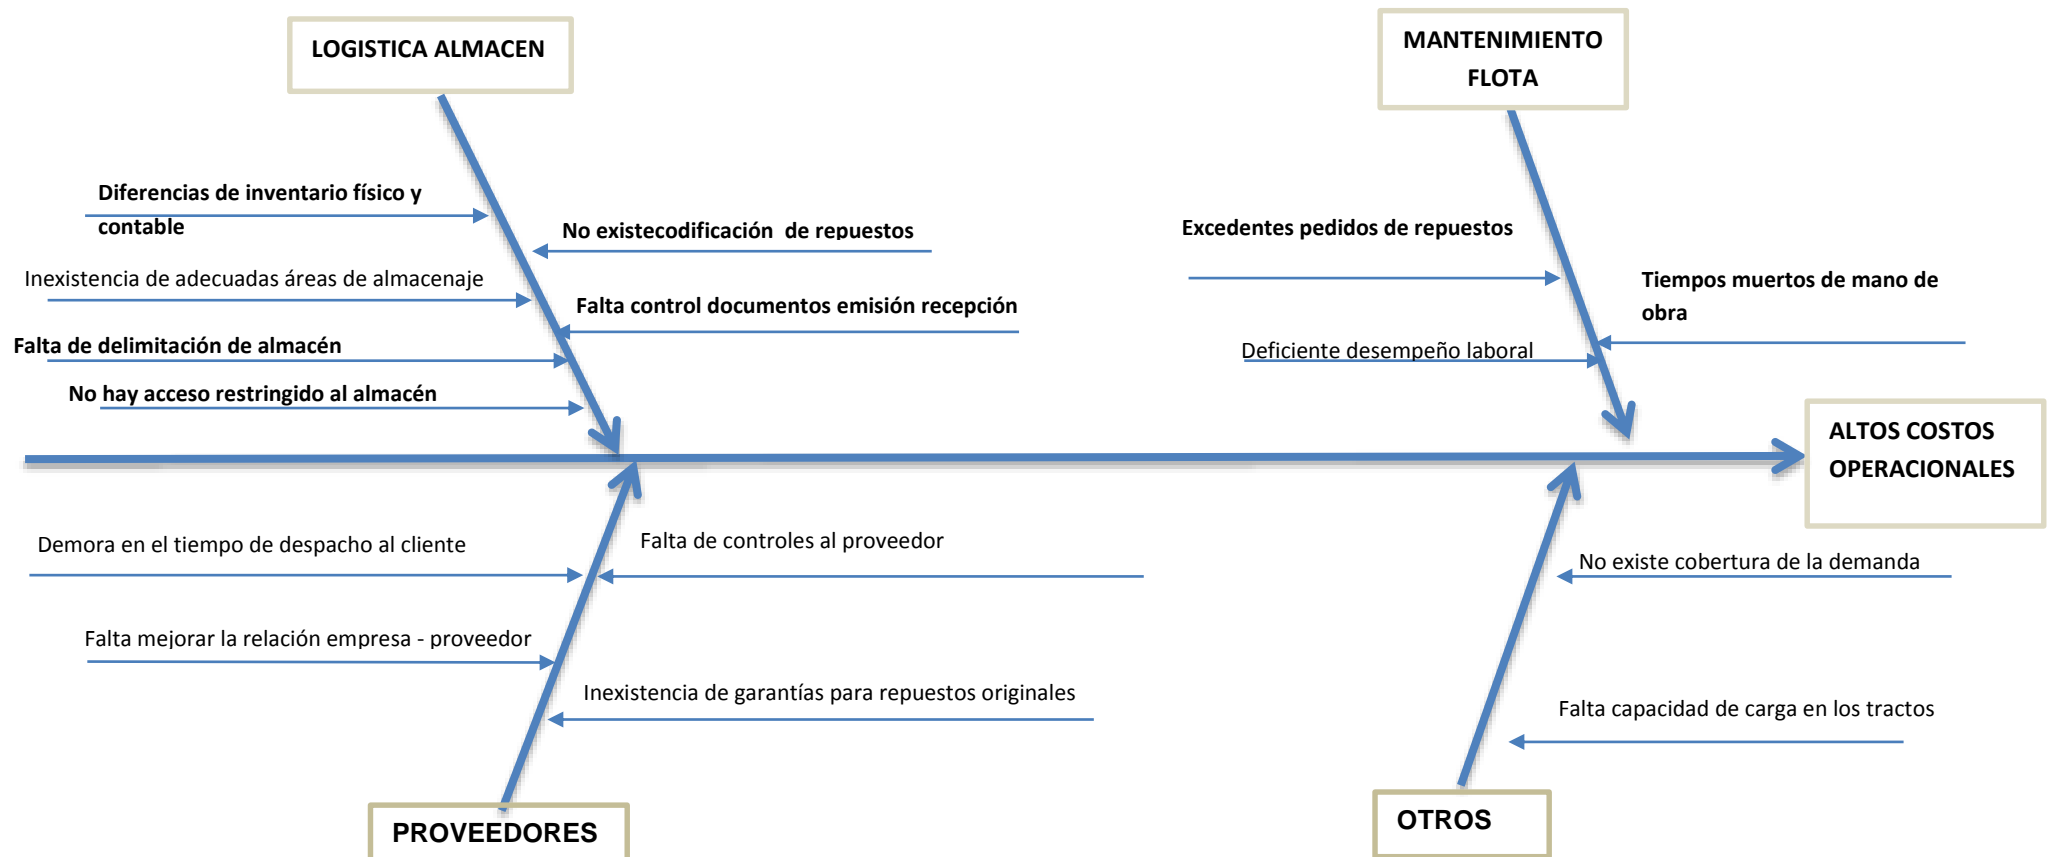 LOGISTICA ALMACEN
MANTENIMIENTO
FLOTA
Diferencias de inventario físico y
contable
No existecodificación  de repuestos
Excedentes pedidos de repuestos
Inexistencia de adecuadas áreas de almacenaje
Falta control documentos emisión recepción
Tiempos muertos de mano de
obra
Falta de delimitación de almacén
Deficiente desempeño laboral
No hay acceso restringido al almacén
ALTOS COSTOS
OPERACIONALES
Demora en el tiempo de despacho al cliente
Falta de controles al proveedor
No existe cobertura de la demanda
Falta mejorar la relación empresa - proveedor
Inexistencia de garantías para repuestos originales
Falta capacidad de carga en los tractos
PROVEEDORES
OTROS